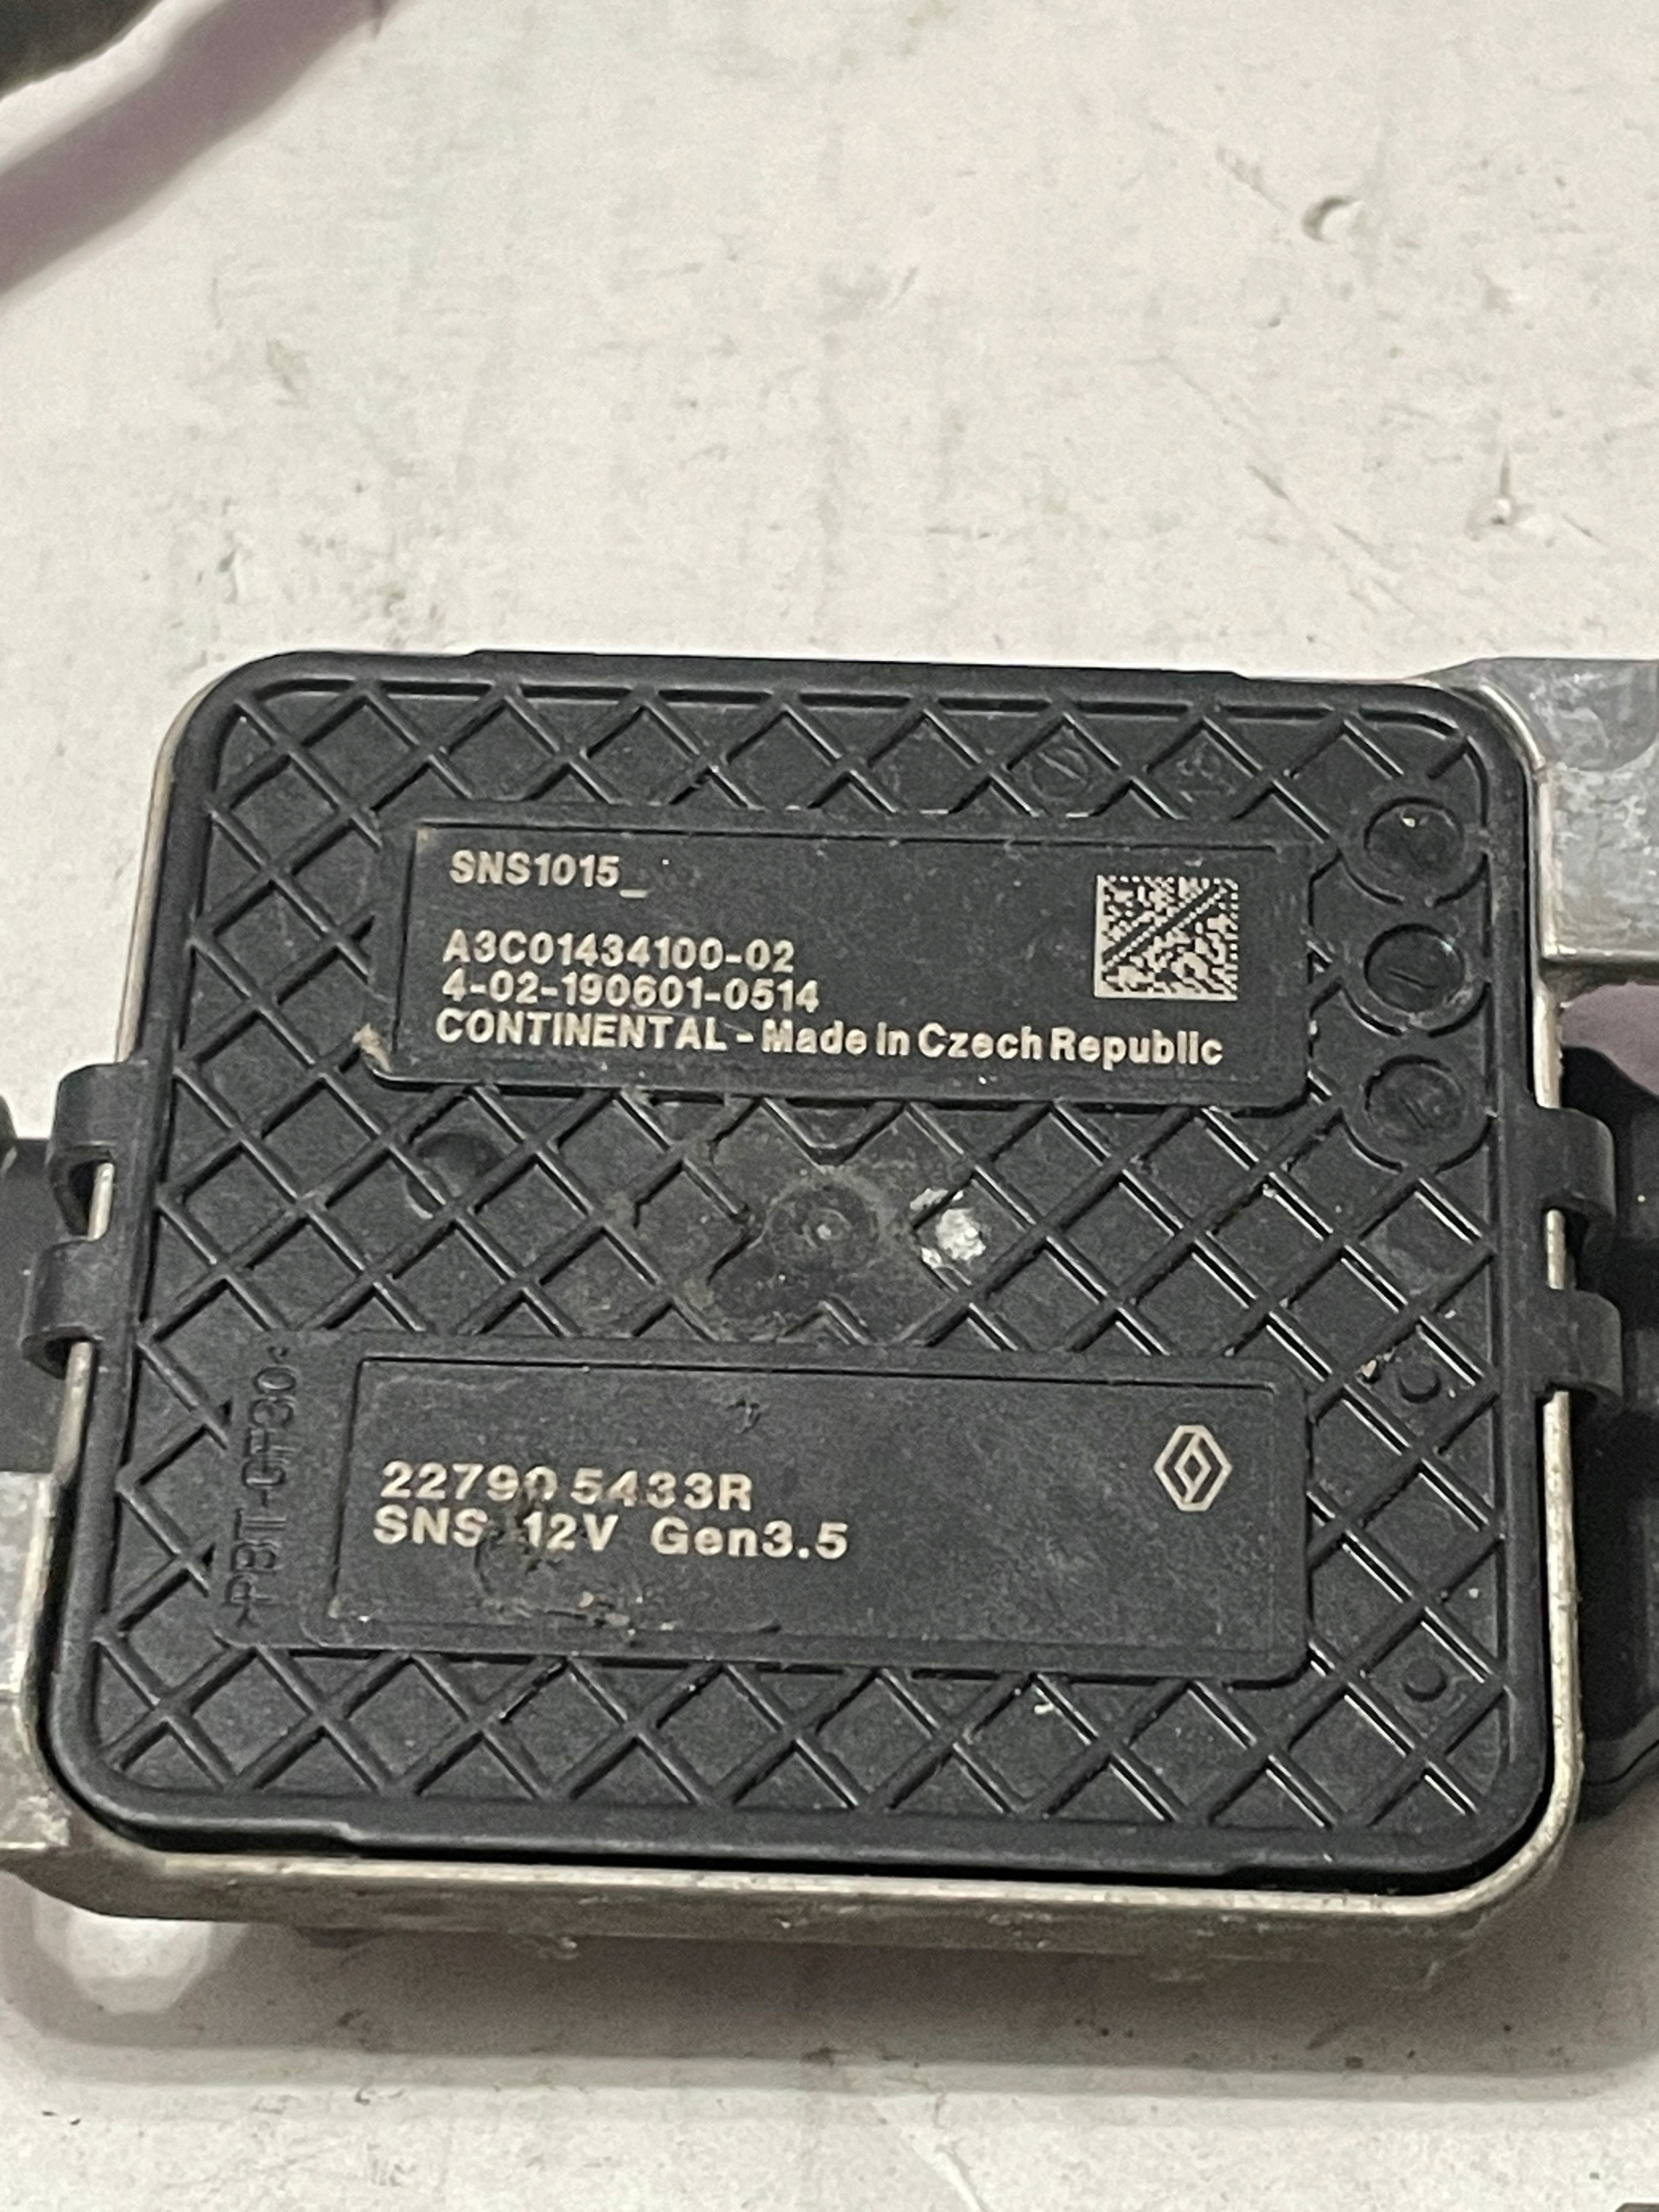 SNS1015_
A3C01434100-02
4-02-190601-0514
CONTINENTAL - Made in Czech Republic
22790 5433R
SNS 12V Gen3.5
>PBT-GF30<